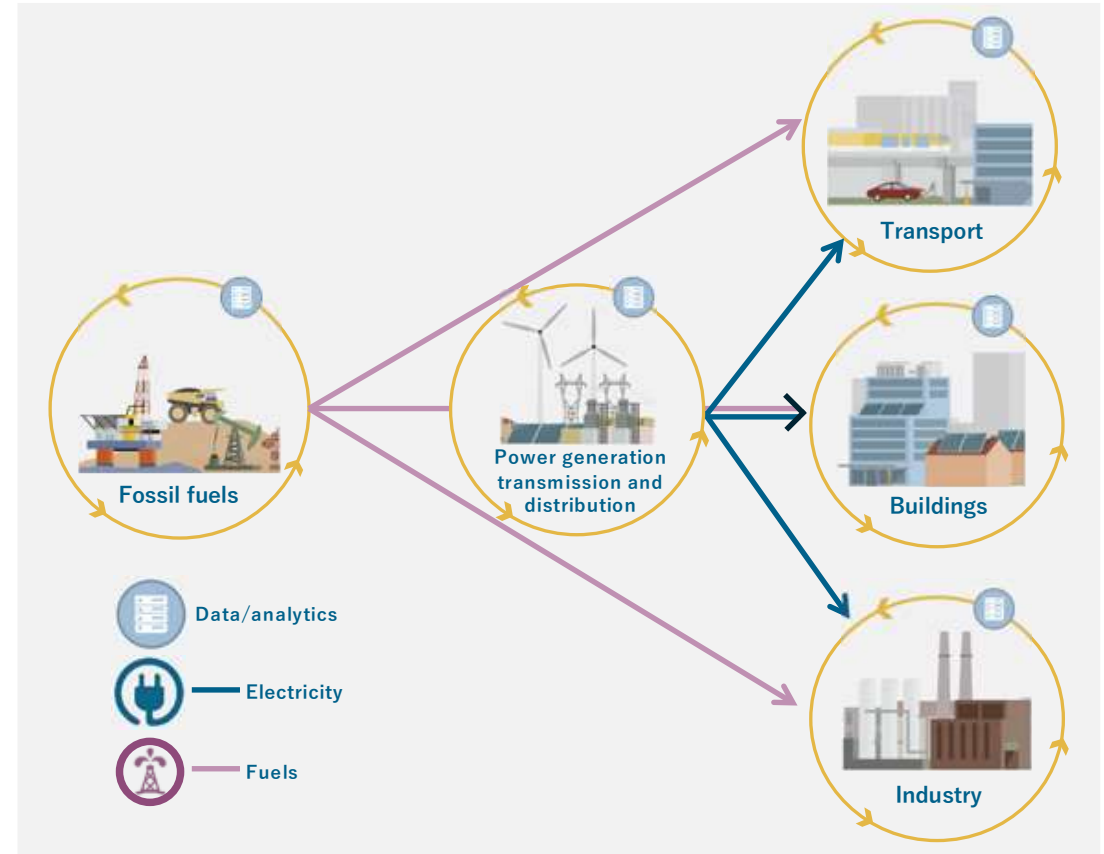 Transport
Fossil fuels
Power generation
transmission and
distribution
Buildings
Data/analytics
Electricity
Fuels
Industry